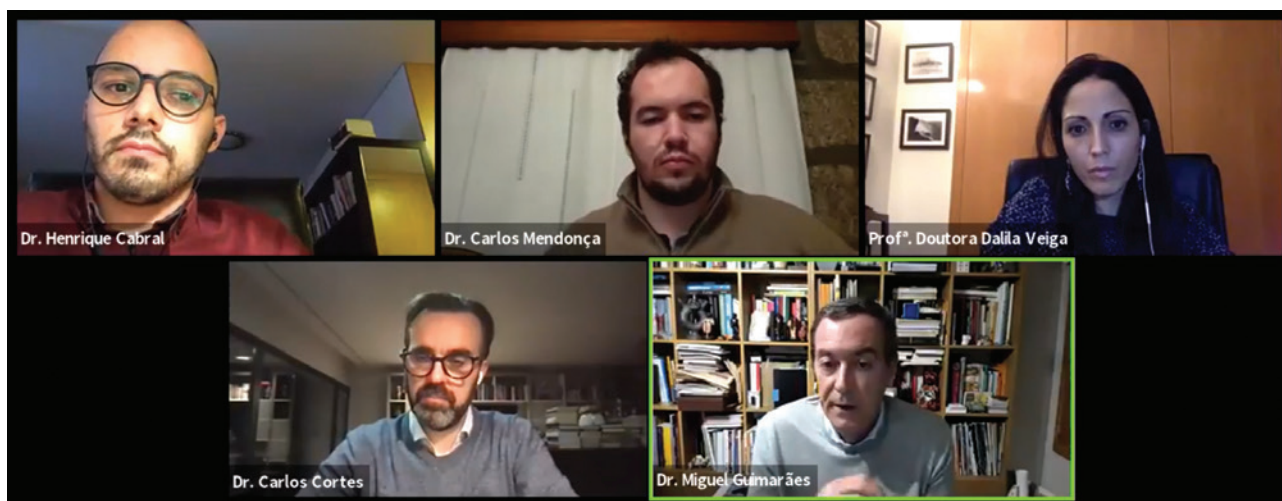 Dr. Henrique Cabral
Dr. Carlos Mendonça
Profª. Doutora Dalila Veiga
Dr. Carlos Cortes
Dr. Miguel Guimarães